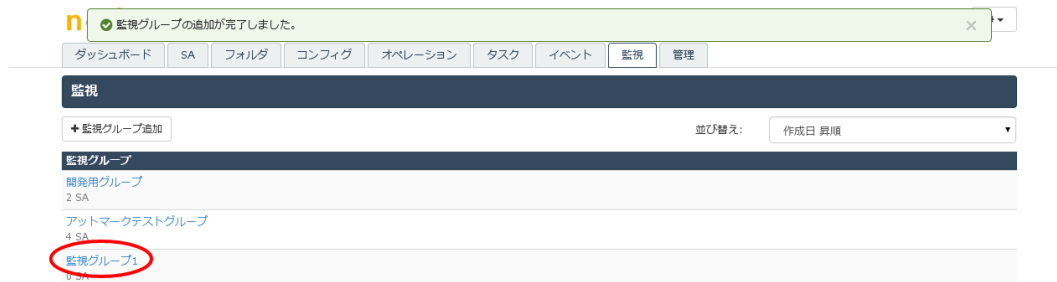 監視グループの追加が完了しました。
ダッシュボード SA フォルダ コンフィグ オペレーション タスク イベント 監視 管理
監視
監視グループ追加 並び替え: 作成日 昇順
監視グループ
開発用グループ
2 SA
アットマークテストグループ
4 SA
監視グループ1
0 SA